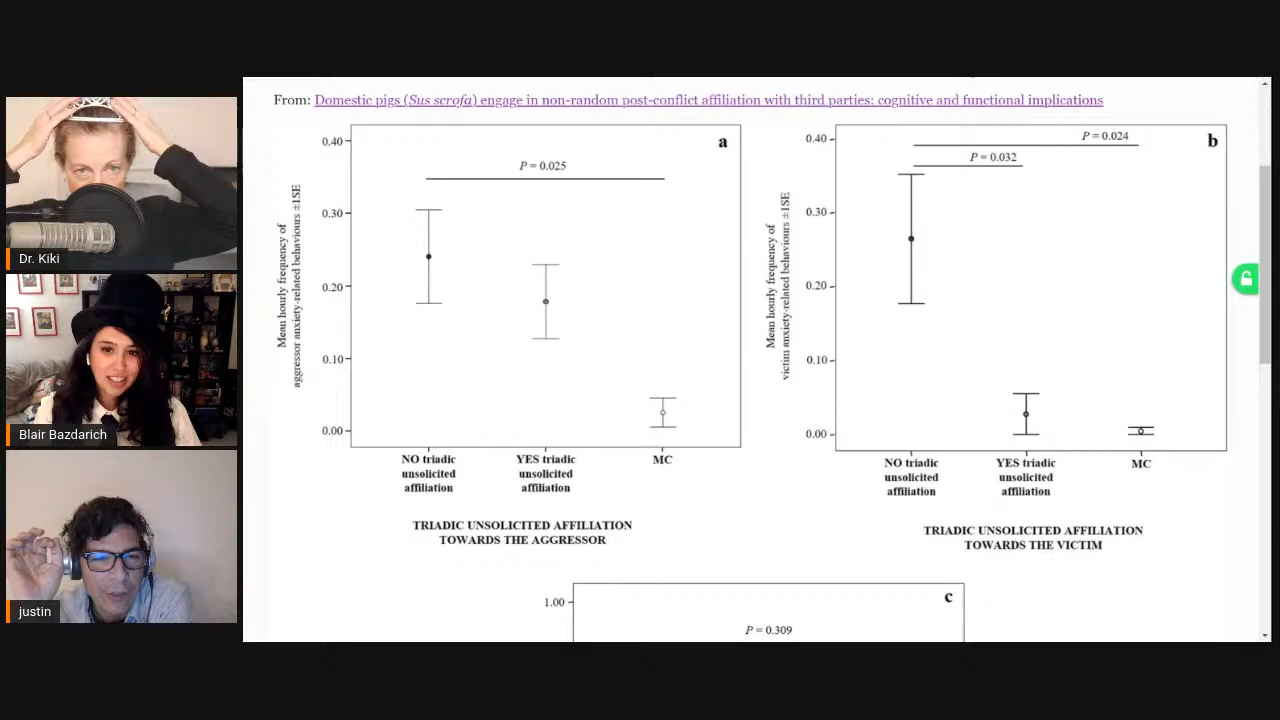 Dr. Kiki
Blair Bazdarich
justin
From: Domestic pigs (Sus scrofa) engage in non-random post-conflict affiliation with third parties: cognitive and functional implications
a
P = 0.025
0.40
0.30
0.20
0.10
0.00
Mean hourly frequency of
aggressor anxiety-related behaviours ±1SE
NO triadic
unsolicited
affiliation
YES triadic
unsolicited
affiliation
MC
TRIADIC UNSOLICITED AFFILIATION
TOWARDS THE AGGRESSOR
b
P = 0.024
P = 0.032
0.40
0.30
0.20
0.10
0.00
Mean hourly frequency of
victim anxiety-related behaviours ±1SE
NO triadic
unsolicited
affiliation
YES triadic
unsolicited
affiliation
MC
TRIADIC UNSOLICITED AFFILIATION
TOWARDS THE VICTIM
c
1.00
P = 0.309